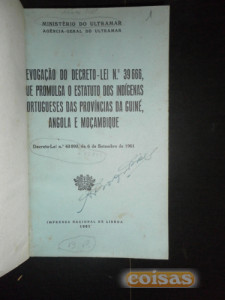 1
MINISTÉRIO DO ULTRAMAR
AGÊNCIA-GERAL DO ULTRAMAR
EVOGAÇÃO DO DECRETO-LEI N.º 39 666,
UE PROMULGA O ESTATUTO DOS INDÍGENAS
ORTUGUESES DAS PROVÍNCIAS DA GUINÉ,
ANGOLA E MOÇAMBIQUE
Decreto-Lei n.º 43 893, de 6 de Setembro de 1961
IMPRENSA NACIONAL DE LISBOA
1961
coisas